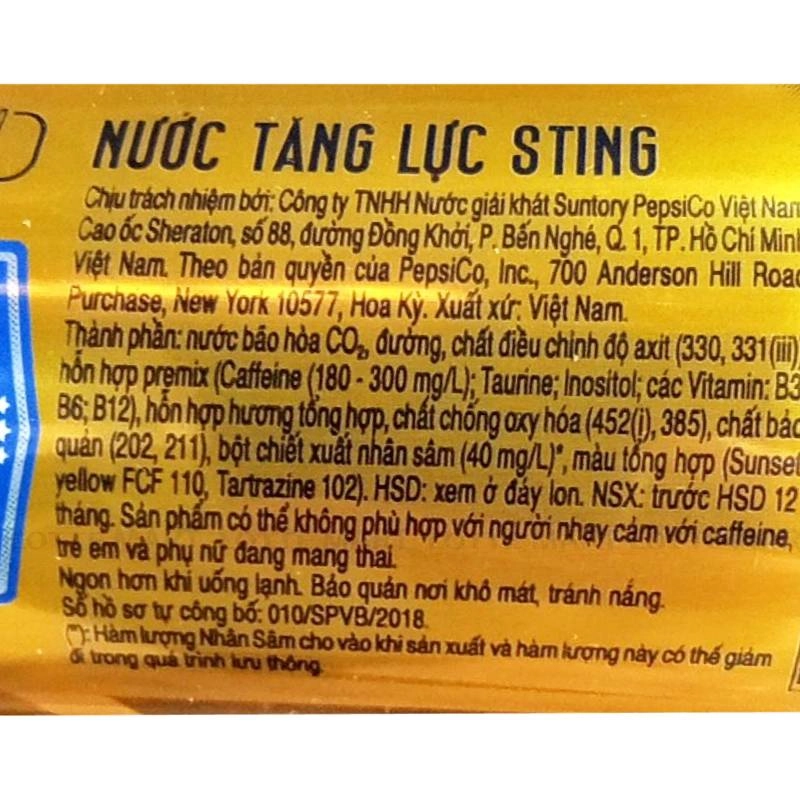 NƯỚC TĂNG LỰC STING
Chịu trách nhiệm bởi: Công ty TNHH Nước giải khát Suntory PepsiCo Việt Nam
Cao ốc Sheraton, số 88, đường Đồng Khởi, P. Bến Nghé, Q. 1, TP. Hồ Chí Minh
Việt Nam. Theo bản quyền của PepsiCo, Inc., 700 Anderson Hill Road
Purchase, New York 10577, Hoa Kỳ. Xuất xứ: Việt Nam.
Thành phần: nước bão hòa CO₂, đường, chất điều chỉnh độ axit (330, 331(iii))
hỗn hợp premix (Caffeine (180 - 300 mg/L); Taurine; Inositol; các Vitamin: B3
B6; B12), hỗn hợp hương tổng hợp, chất chống oxy hóa (452(i), 385), chất bảo
quản (202, 211), bột chiết xuất nhân sâm (40 mg/L)*, màu tổng hợp (Sunset
yellow FCF 110, Tartrazine 102). HSD: xem ở đáy lon. NSX: trước HSD 12
tháng. Sản phẩm có thể không phù hợp với người nhạy cảm với caffeine,
trẻ em và phụ nữ đang mang thai.
Ngon hơn khi uống lạnh. Bảo quản nơi khô mát, tránh nắng.
Số hồ sơ tự công bố: 010/SPVB/2018
(*): Hàm lượng Nhân Sâm cho vào khi sản xuất và hàm lượng này có thể giảm
đi trong quá trình lưu thông.